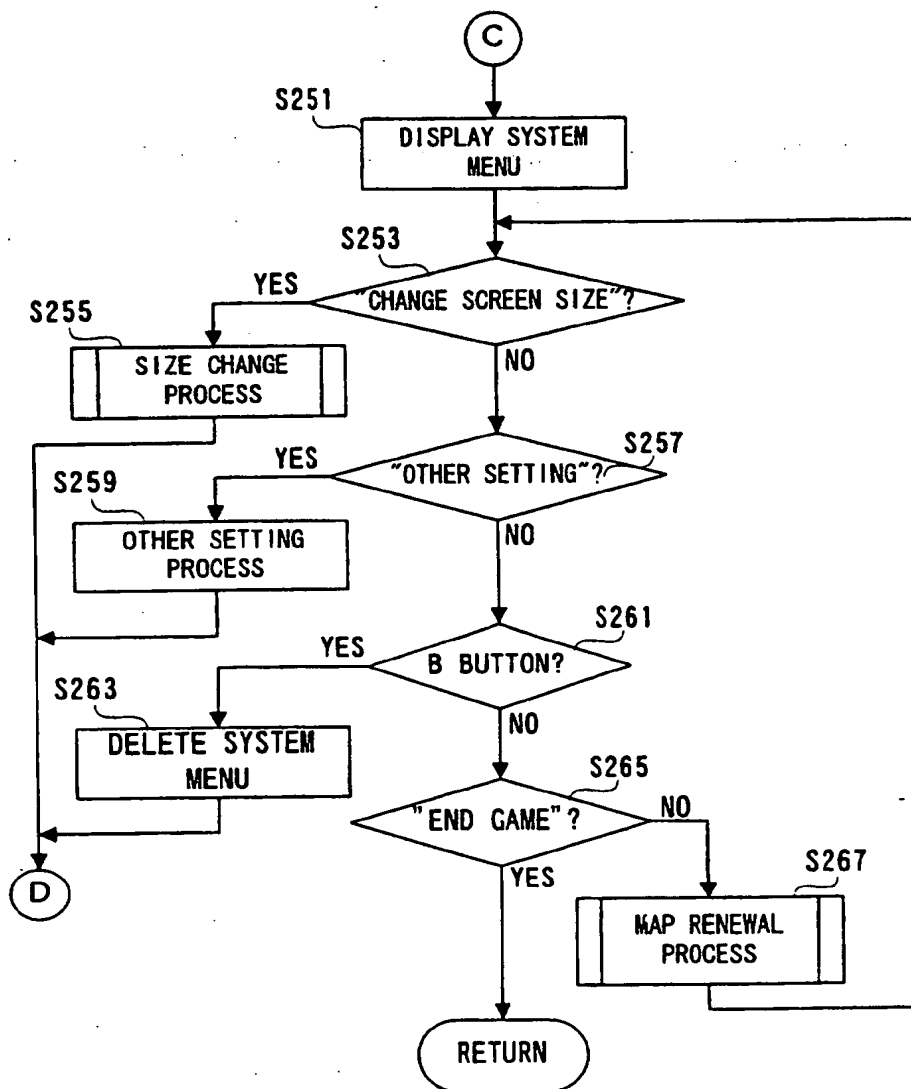 C
S251
DISPLAY SYSTEM
MENU
S253
YES
"CHANGE SCREEN SIZE"?
S255
NO
SIZE CHANGE
PROCESS
S257
YES
"OTHER SETTING"?
S259
NO
OTHER SETTING
PROCESS
S261
YES
B BUTTON?
S263
NO
DELETE SYSTEM
MENU
S265
"END GAME"?
NO
YES
S267
D
MAP RENEWAL
PROCESS
RETURN